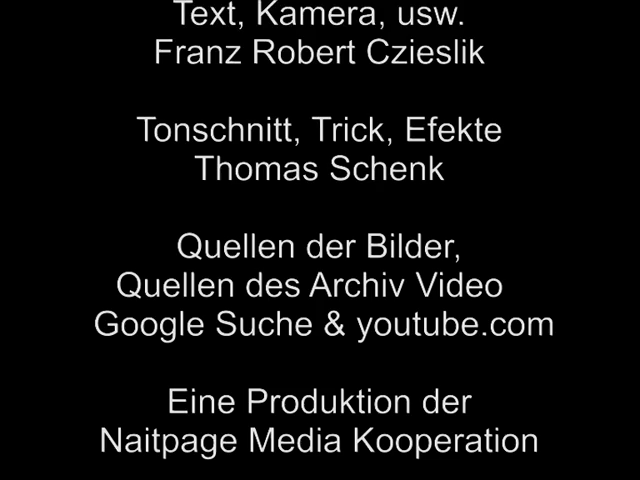 Text, Kamera, usw.
Franz Robert Czieslik
Tonschnitt, Trick, Efekte
Thomas Schenk
Quellen der Bilder,
Quellen des Archiv Video
Google Suche & youtube.com
Eine Produktion der
Naitpage Media Kooperation